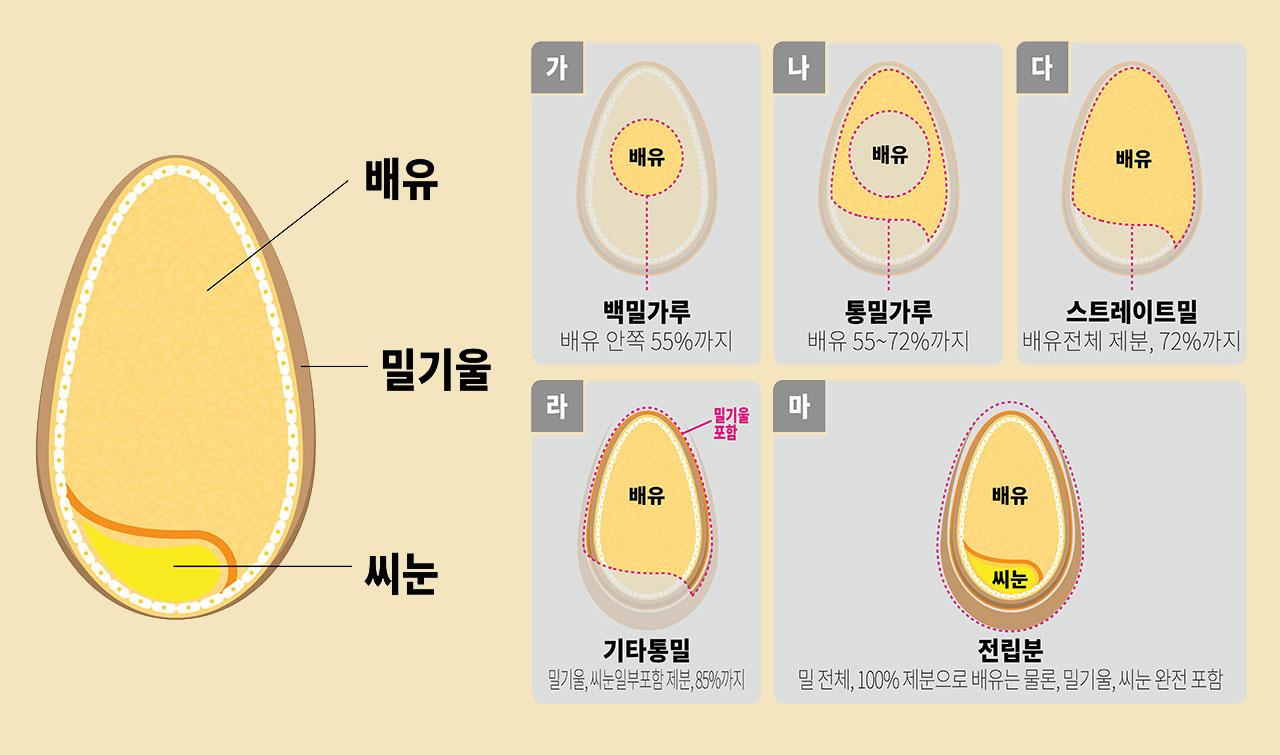 배유
밀기울
씨눈
가
배유
백밀가루
배유 안쪽 55%까지
나
배유
통밀가루
배유 55~72%까지
다
배유
스트레이트밀
배유전체 제분, 72%까지
라
밀기울
포함
배유
기타통밀
밀기울, 씨눈일부포함 제분, 85%까지
마
배유
씨눈
전립분
밀 전체, 100% 제분으로 배유는 물론, 밀기울, 씨눈 완전 포함